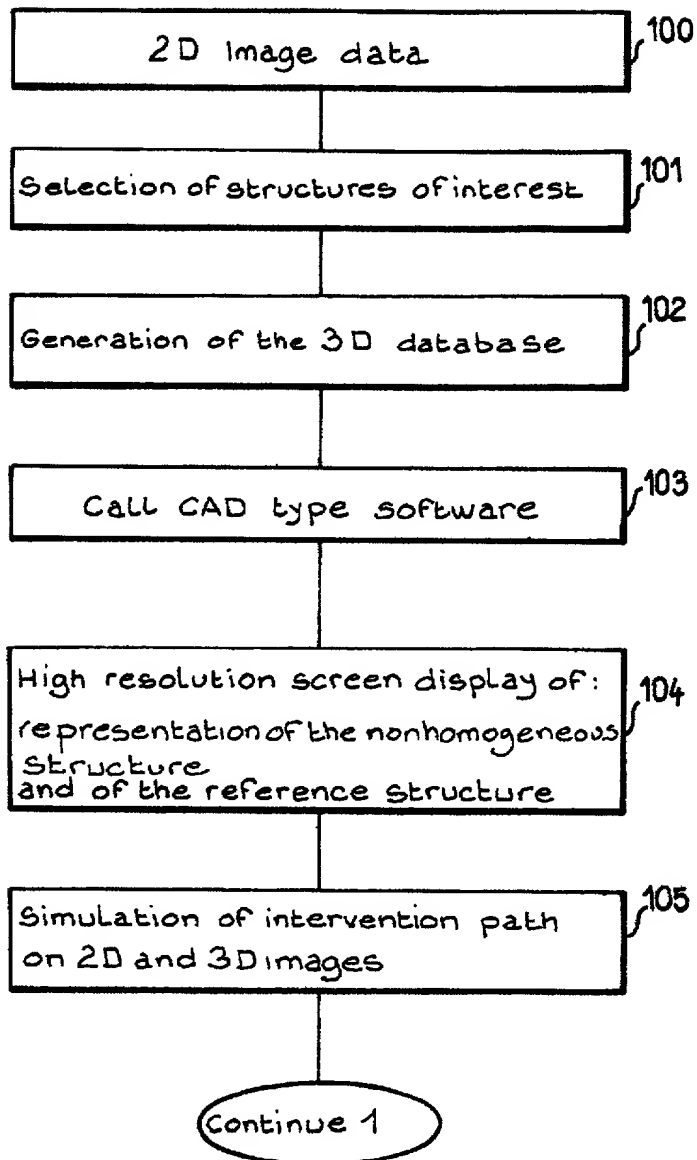 2D Image data
100
Selection of structures of interest
101
Generation of the 3D database
102
Call CAD type software
103
High resolution screen display of:
representation of the nonhomogeneous
structure
and of the reference structure
104
Simulation of intervention path
on 2D and 3D images
105
Continue 1